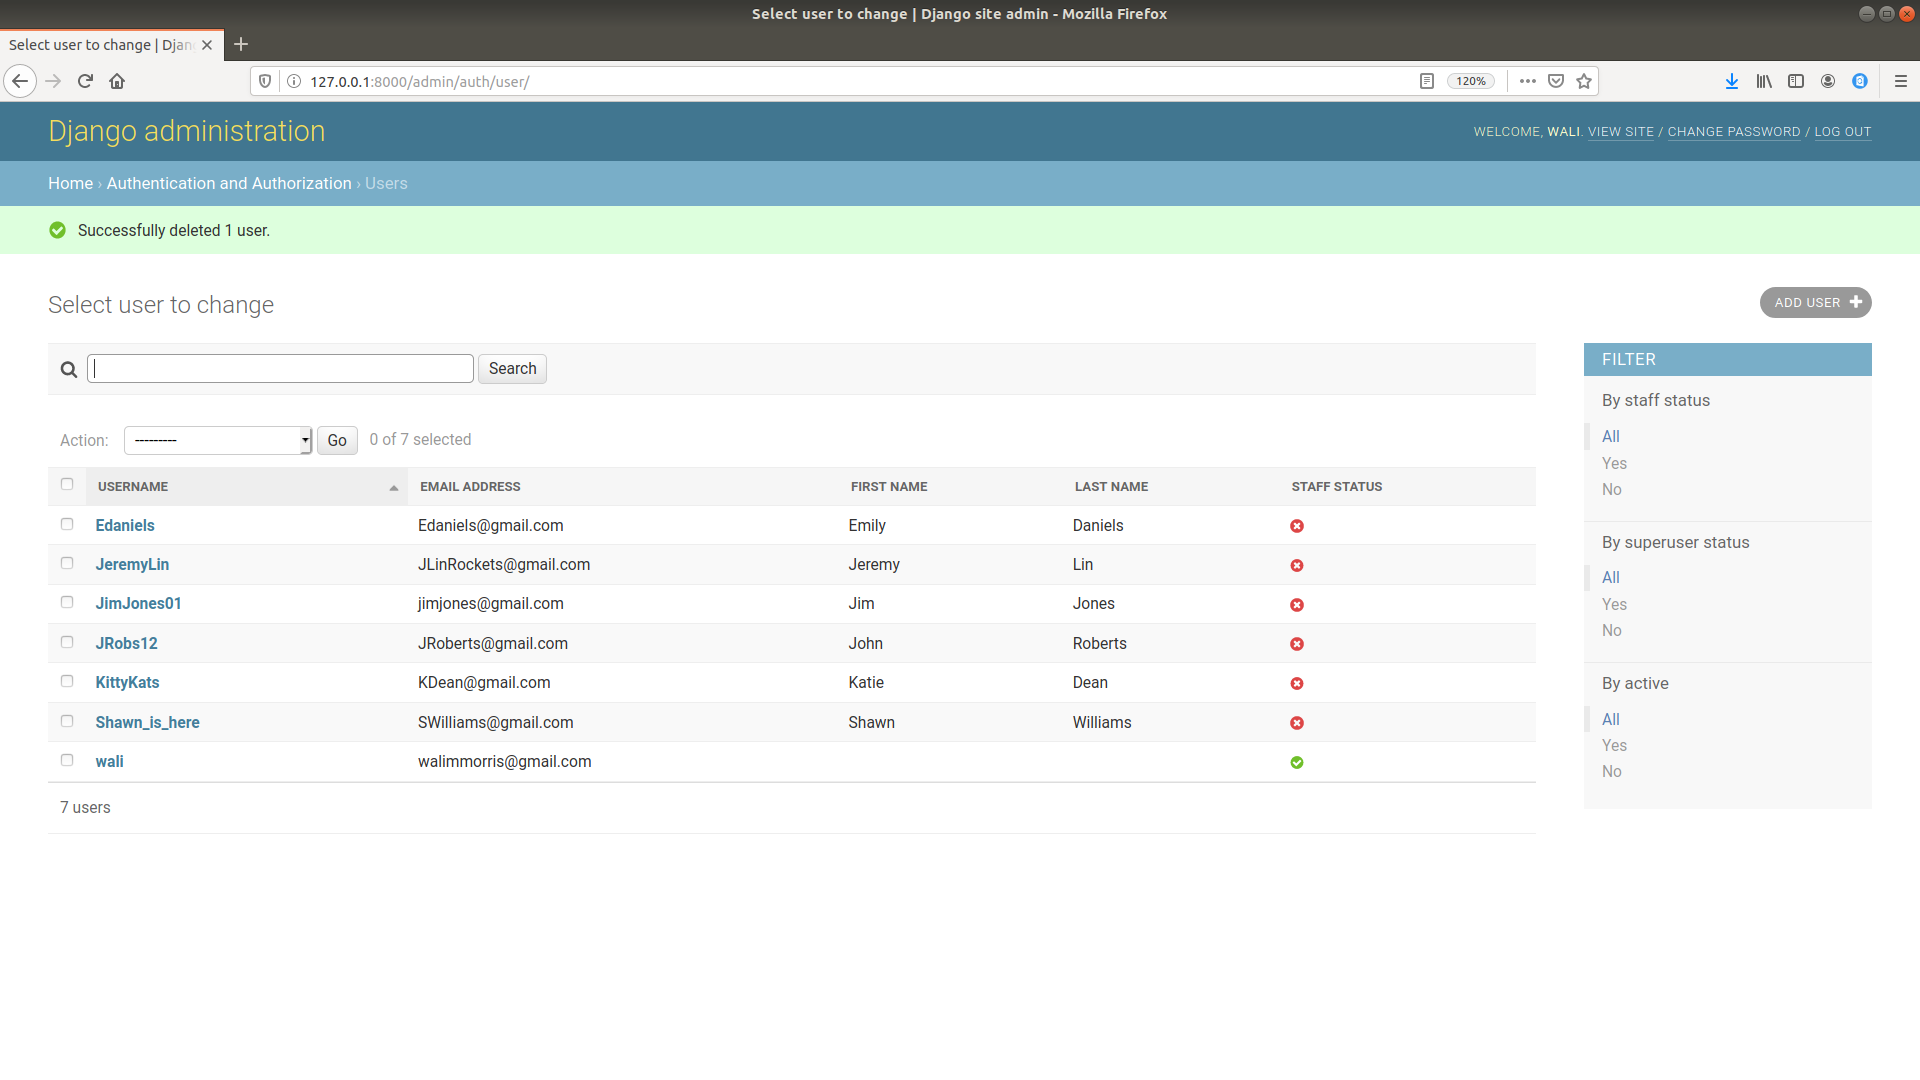 Select user to change | Django site admin - Mozilla Firefox
Select user to change | Djan
127.0.0.1:8000/admin/auth/user/
120%
Django administration
WELCOME, WALI. VIEW SITE / CHANGE PASSWORD / LOG OUT
Home › Authentication and Authorization › Users
Successfully deleted 1 user.
Select user to change
ADD USER
Search
Action: --------- Go 0 of 7 selected
USERNAME EMAIL ADDRESS FIRST NAME LAST NAME STAFF STATUS
Edaniels Edaniels@gmail.com Emily Daniels
JeremyLin JLinRockets@gmail.com Jeremy Lin
JimJones01 jimjones@gmail.com Jim Jones
JRobs12 JRoberts@gmail.com John Roberts
KittyKats KDean@gmail.com Katie Dean
Shawn_is_here SWilliams@gmail.com Shawn Williams
wali walimmorris@gmail.com
7 users
FILTER
By staff status
All
Yes
No
By superuser status
All
Yes
No
By active
All
Yes
No